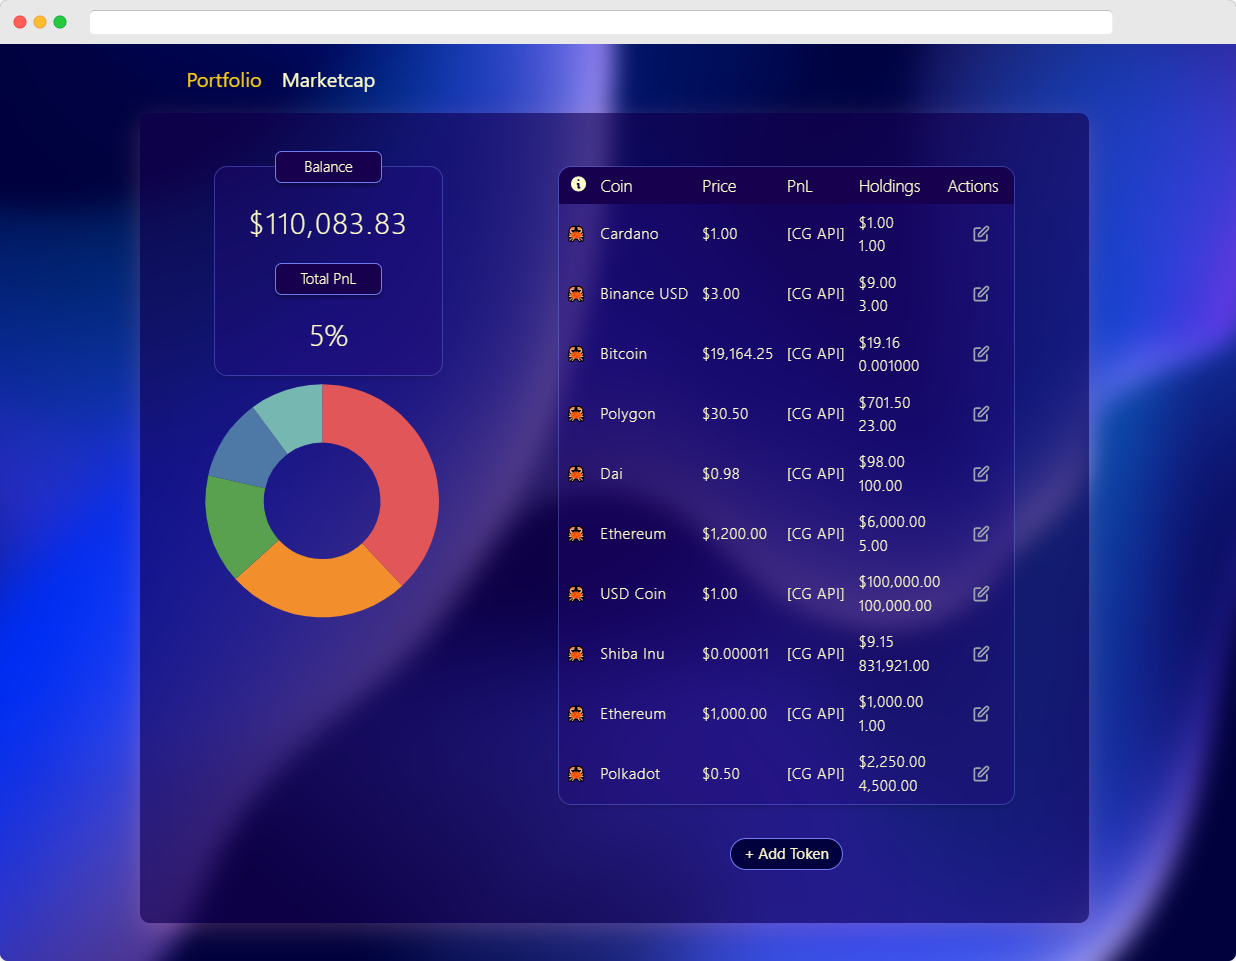 Portfolio Marketcap
Balance
$110,083.83
Total PnL
5%
Coin Price PnL Holdings Actions
Cardano $1.00 [CG API] $1.00
1.00
Binance USD $3.00 [CG API] $9.00
3.00
Bitcoin $19,164.25 [CG API] $19.16
0.001000
Polygon $30.50 [CG API] $701.50
23.00
Dai $0.98 [CG API] $98.00
100.00
Ethereum $1,200.00 [CG API] $6,000.00
5.00
USD Coin $1.00 [CG API] $100,000.00
100,000.00
Shiba Inu $0.000011 [CG API] $9.15
831,921.00
Ethereum $1,000.00 [CG API] $1,000.00
1.00
Polkadot $0.50 [CG API] $2,250.00
4,500.00
+ Add Token